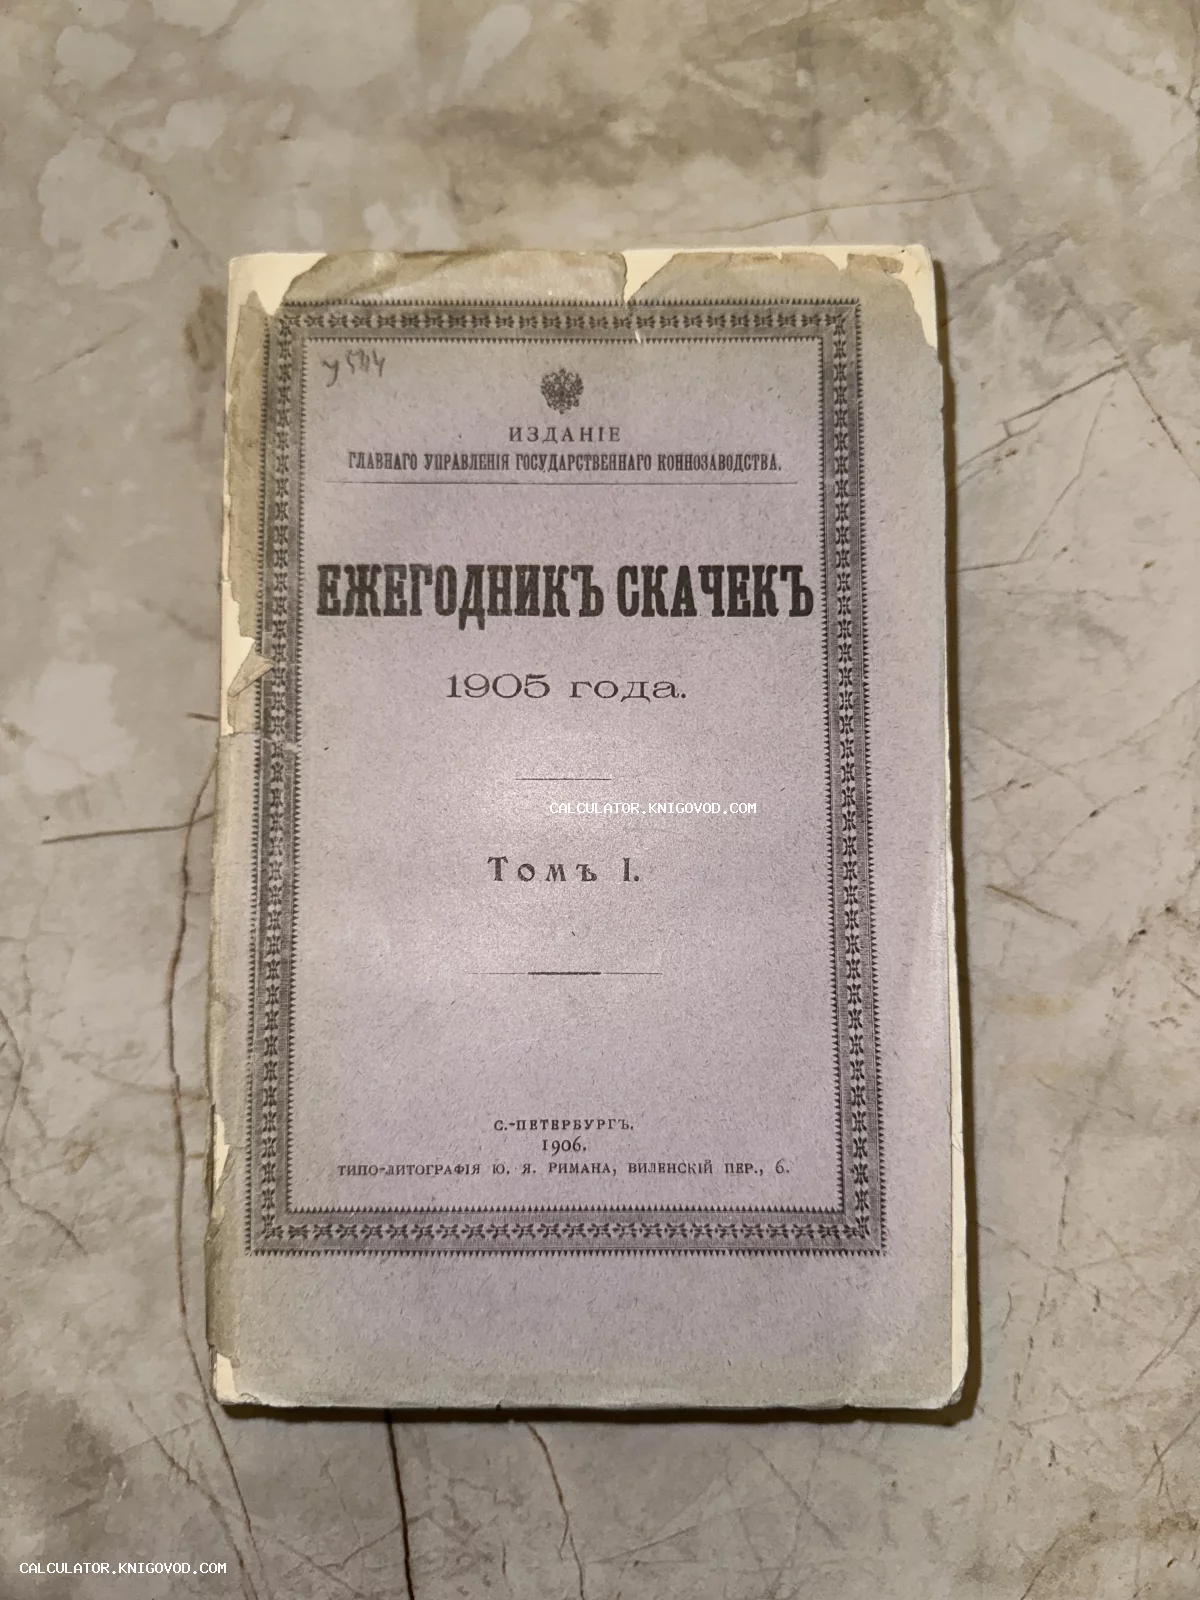 у544
ИЗДАНІЕ
ГЛАВНАГО УПРАВЛЕНІЯ ГОСУДАРСТВЕННАГО КОННОЗАВОДСТВА.
ЕЖЕГОДНИКЪ СКАЧЕКЪ
1905 года.
CALCULATOR.KNIGOVOD.COM
Томъ I.
С.-ПЕТЕРБУРГЪ.
1906.
ТИПО-ЛИТОГРАФІЯ Ю. Я. РИМАНА, ВИЛЕНСКІЙ ПЕР., 6.
CALCULATOR.KNIGOVOD.COM